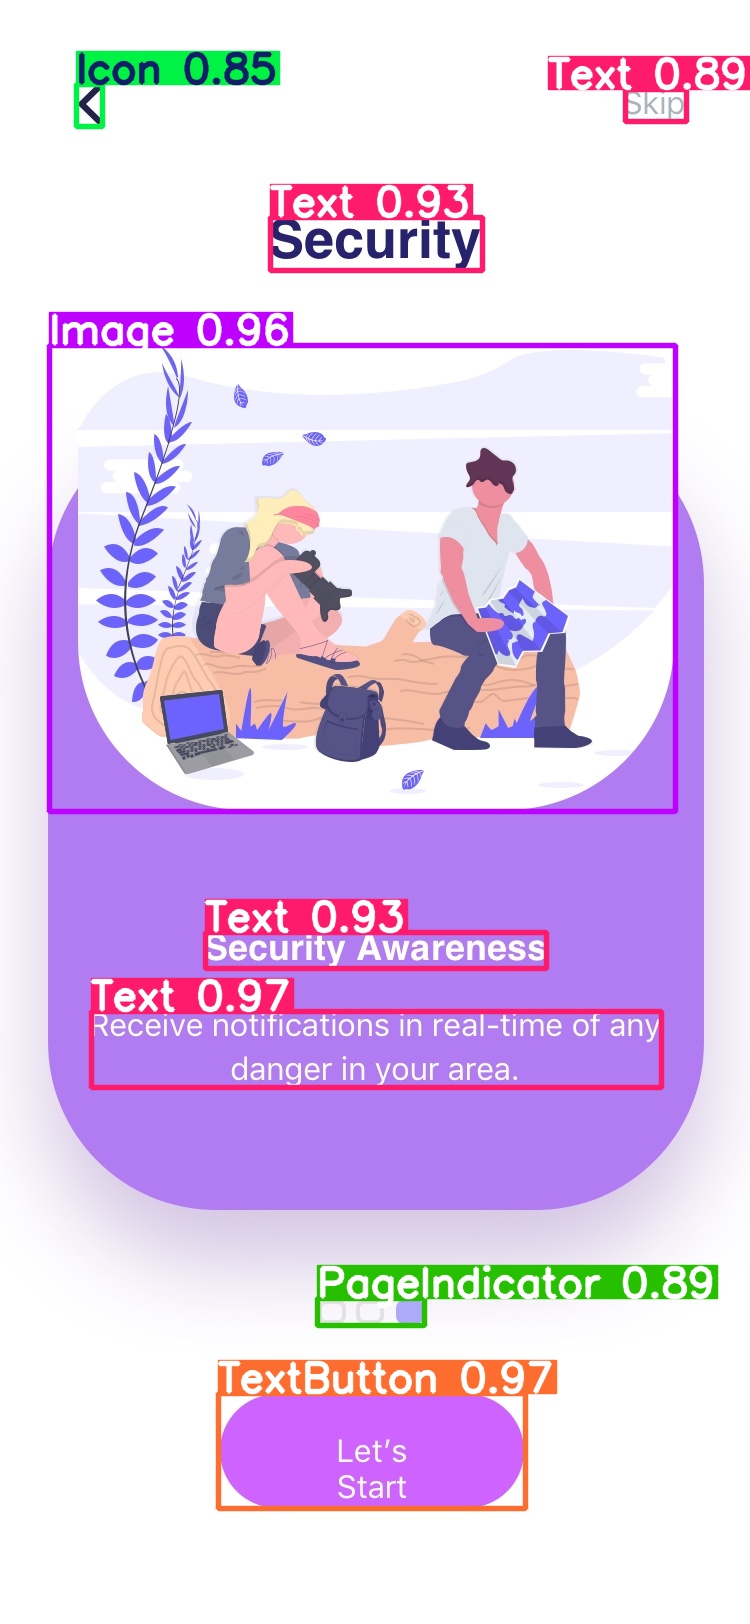 Icon 0.85
Text 0.89
Skip
Text 0.93
Security
Image 0.96
Text 0.93
Security Awareness
Text 0.97
Receive notifications in real-time of any
danger in your area.
PageIndicator 0.89
TextButton 0.97
Let’s
Start